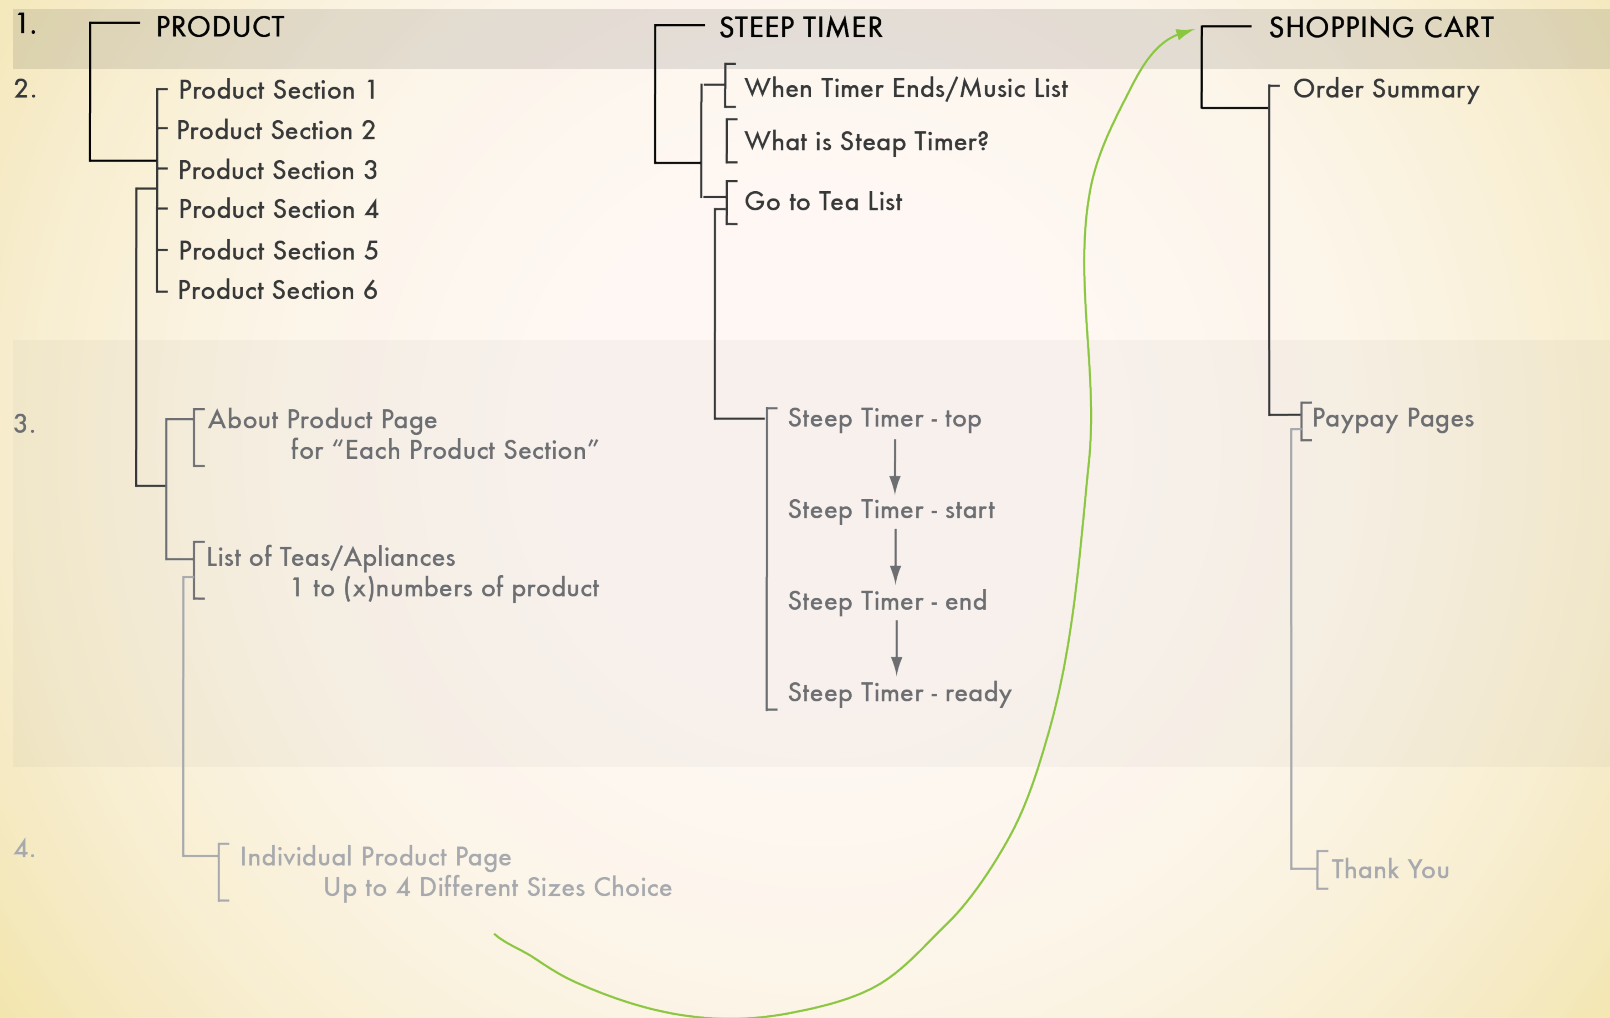 1.
PRODUCT
STEEP TIMER
SHOPPING CART
2.
Product Section 1
Product Section 2
Product Section 3
Product Section 4
Product Section 5
Product Section 6
When Timer Ends/Music List
What is Steap Timer?
Go to Tea List
Order Summary
3.
About Product Page
for “Each Product Section”
List of Teas/Apliances
1 to (x)numbers of product
Steep Timer - top
Steep Timer - start
Steep Timer - end
Steep Timer - ready
Paypay Pages
4.
Individual Product Page
Up to 4 Different Sizes Choice
Thank You